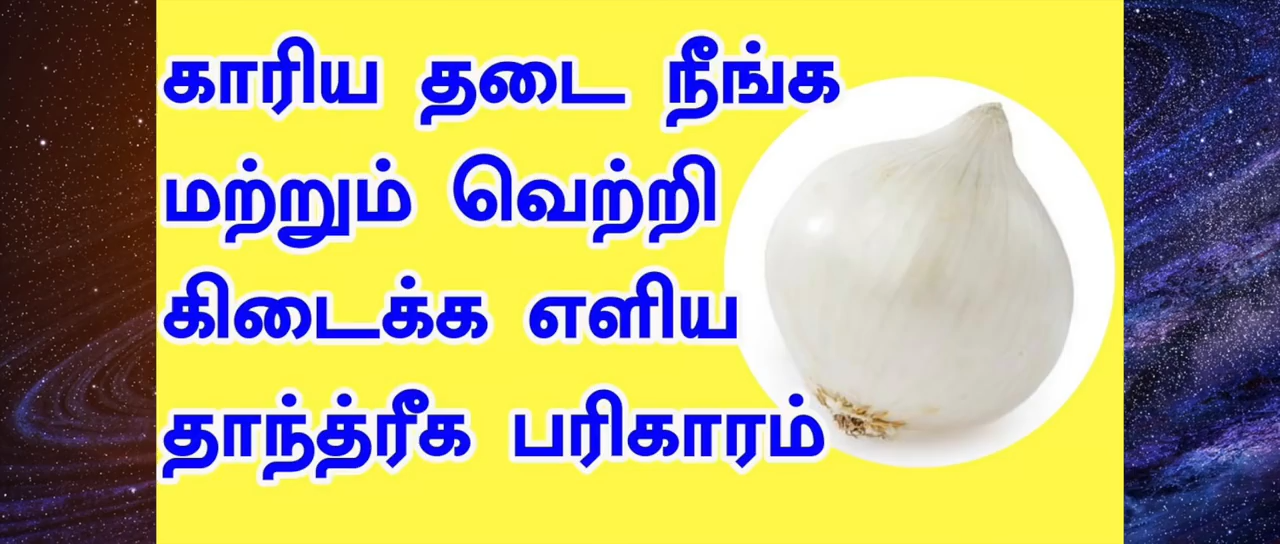 காரிய தடை நீங்க
மற்றும் வெற்றி
கிடைக்க எளிய
தாந்த்ரீக பரிகாரம்